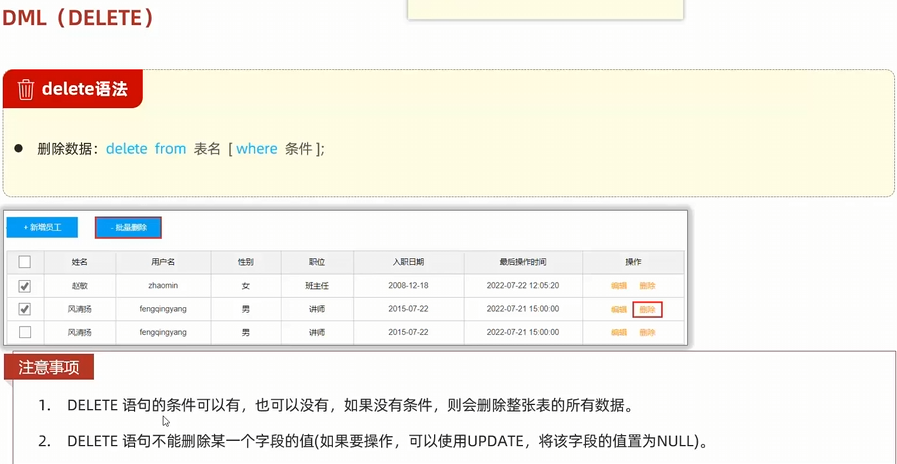 DML（DELETE）
delete语法
● 删除数据：delete from 表名 [ where 条件 ];
+ 新增员工 - 批量删除
姓名 用户名 性别 职位 入职日期 最后操作时间 操作
赵敏 zhaomin 女 班主任 2008-12-18 2022-07-22 12:05:20 编辑 删除
风清扬 fengqingyang 男 讲师 2015-07-22 2022-07-21 15:00:00 编辑 删除
风清扬 fengqingyang 男 讲师 2015-07-22 2022-07-21 15:00:00 编辑 删除
注意事项
1. DELETE 语句的条件可以有，也可以没有，如果没有条件，则会删除整张表的所有数据。
2. DELETE 语句不能删除某一个字段的值(如果要操作，可以使用UPDATE，将该字段的值置为NULL)。